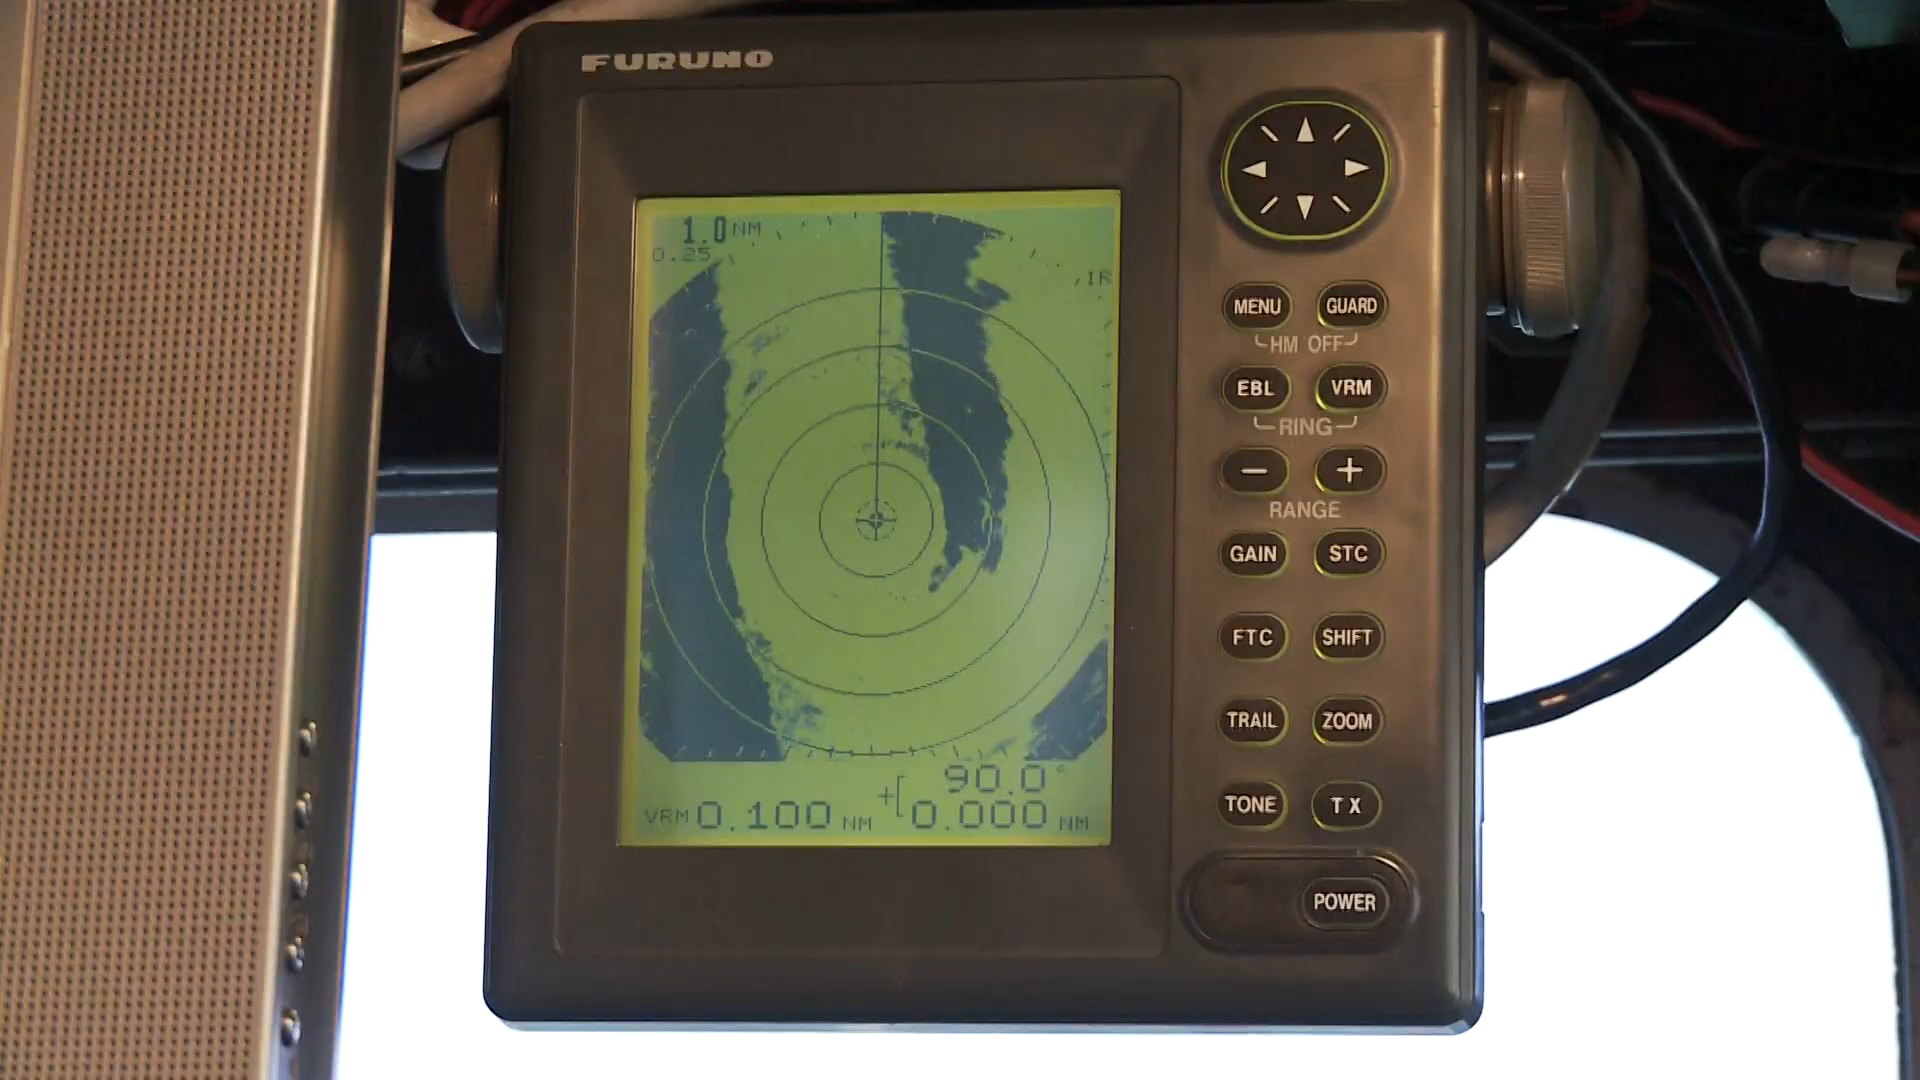 FURUNO
1.0 NM
0.25
IR
90.0°
VRM 0.100 NM + 0.000 NM
MENU GUARD
HM OFF
EBL VRM
RING
− +
RANGE
GAIN STC
FTC SHIFT
TRAIL ZOOM
TONE TX
POWER